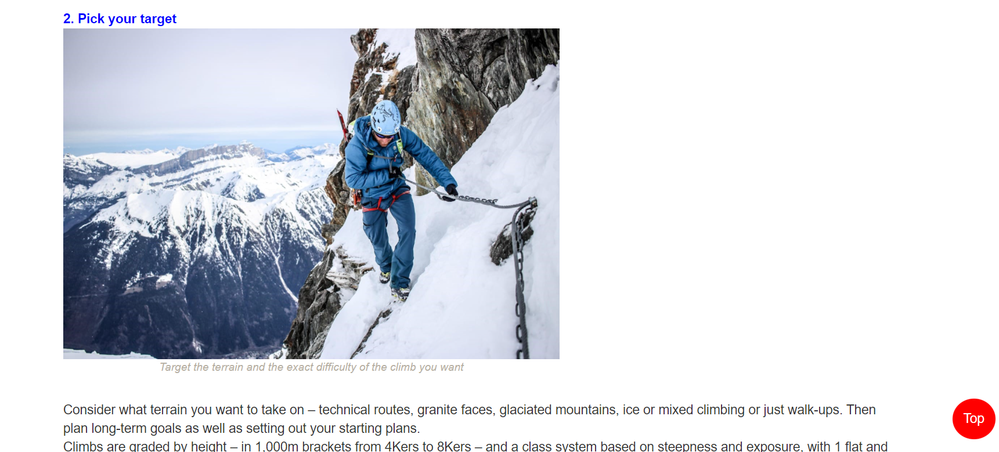 2. Pick your target
Target the terrain and the exact difficulty of the climb you want
Consider what terrain you want to take on – technical routes, granite faces, glaciated mountains, ice or mixed climbing or just walk-ups. Then
plan long-term goals as well as setting out your starting plans.
Top
Climbs are graded by height – in 1,000m brackets from 4Kers to 8Kers – and a class system based on steepness and exposure, with 1 flat and